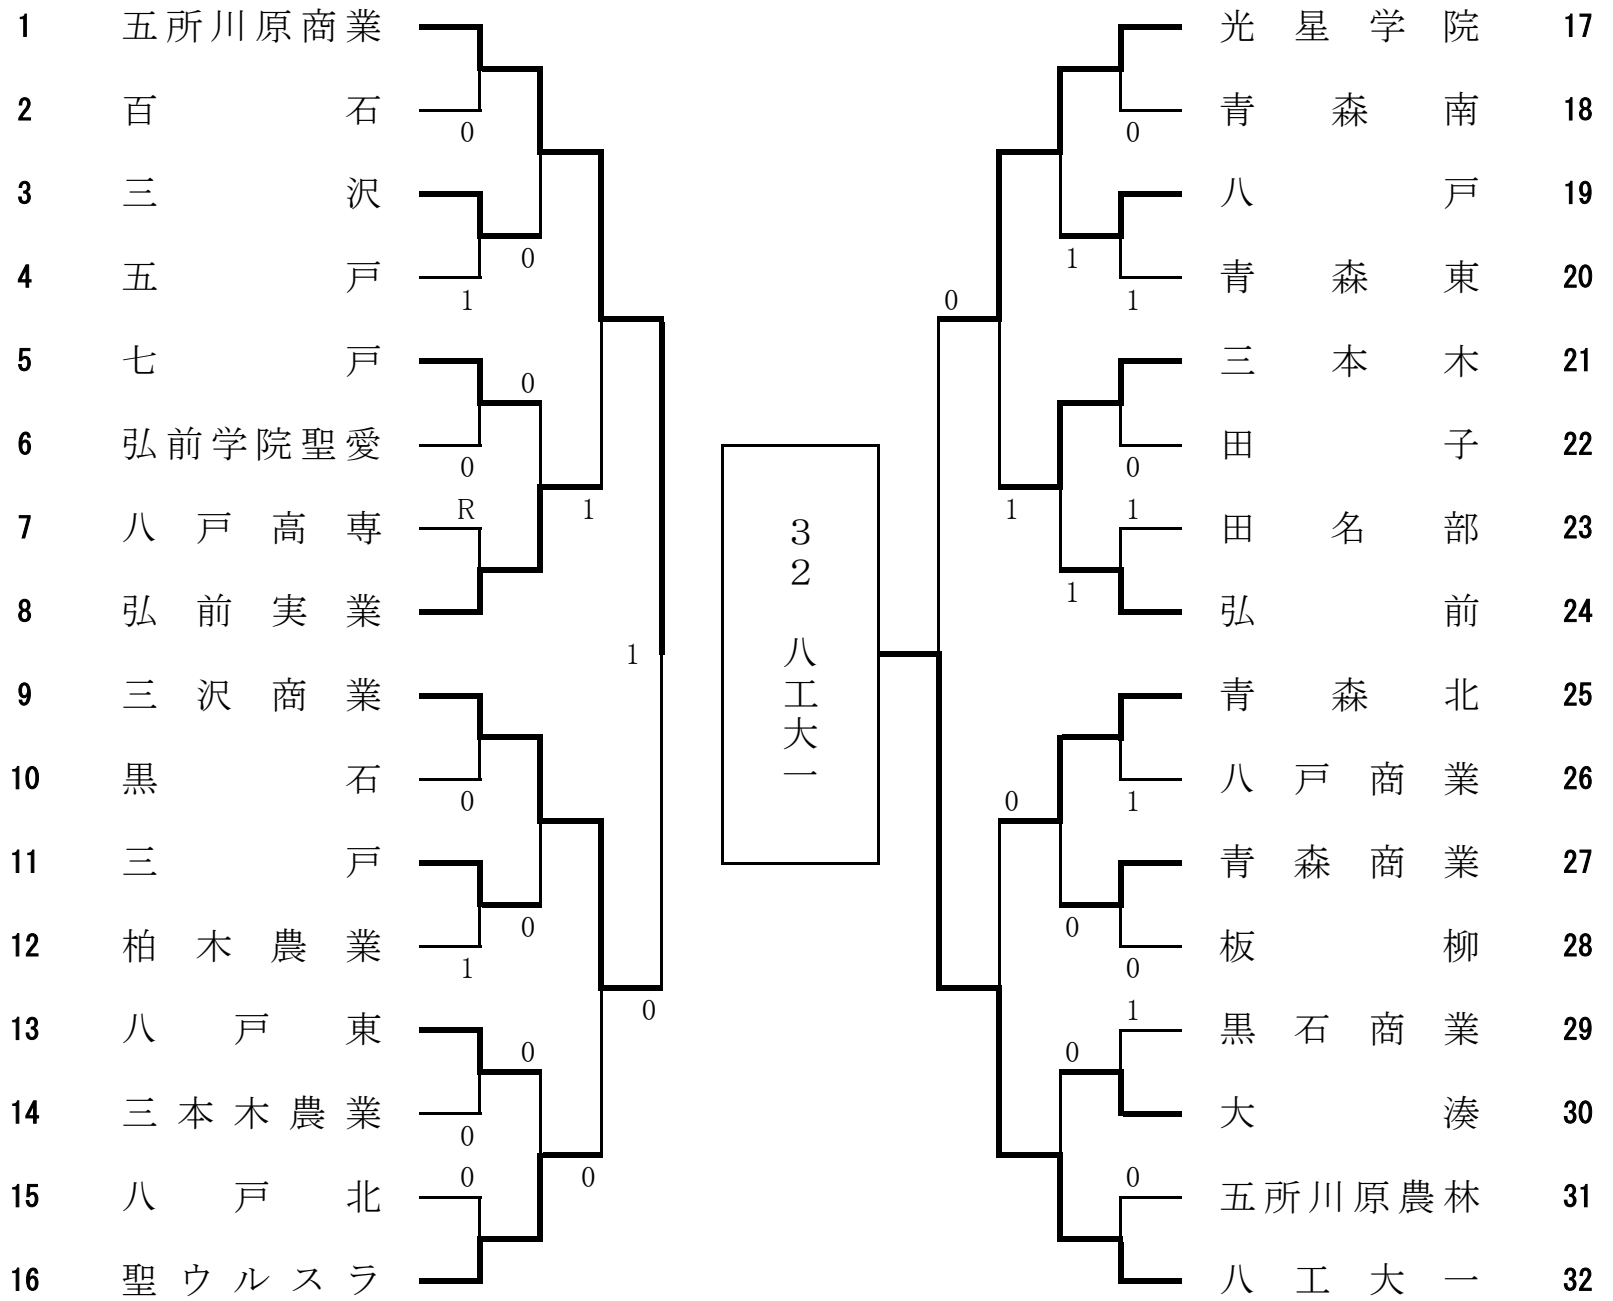 1 五所川原商業
2 百石
0
3 三沢
0
4 五戸
1
5 七戸
0
6 弘前学院聖愛
0
R
7 八戸高専
1
8 弘前実業
1
9 三沢商業
10 黒石
0
11 三戸
0
12 柏木農業
1
0
13 八戸東
0
14 三本木農業
0
0
0
15 八戸北
16 聖ウルスラ
32 八工大一
光星学院 17
青森南 18
0
八戸 19
1
青森東 20
0
1
三本木 21
田子 22
0
1
1
田名部 23
1
弘前 24
青森北 25
八戸商業 26
0
1
青森商業 27
0
板柳 28
0
1
黒石商業 29
0
大湊 30
0
五所川原農林 31
八工大一 32